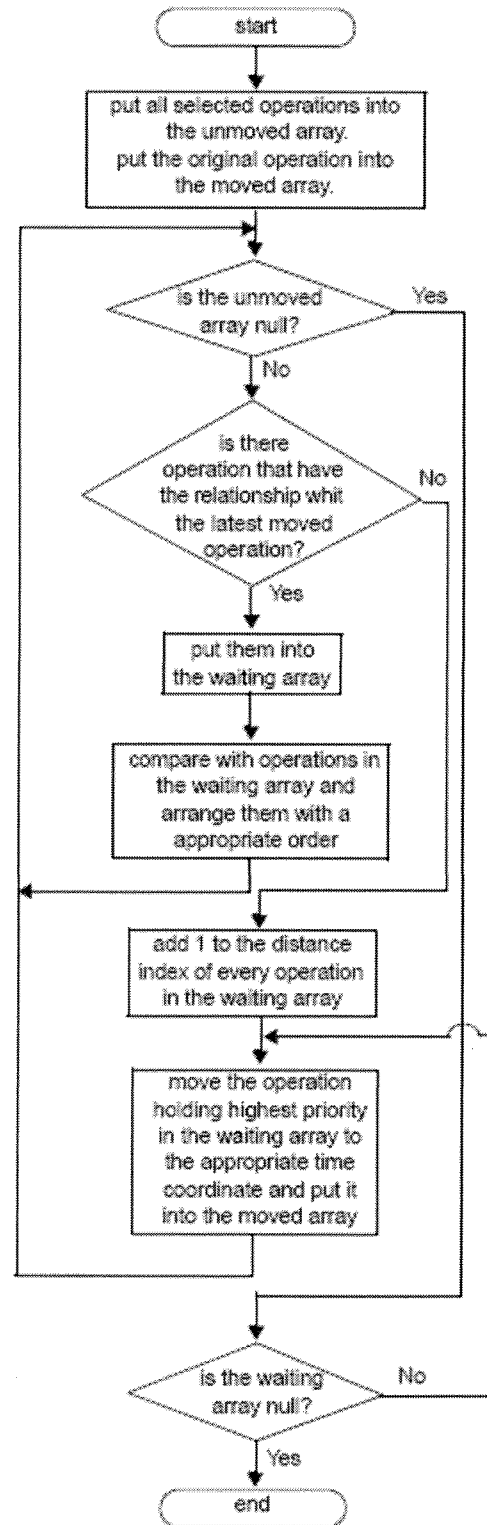 start
put all selected operations into
the unmoved array.
put the original operation into
the moved array.
is the unmoved
array null?
Yes
No
is there
operation that have
the relationship whit
the latest moved
operation?
No
Yes
put them into
the waiting array
compare with operations in
the waiting array and
arrange them with a
appropriate order
add 1 to the distance
index of every operation
in the waiting array
move the operation
holding highest priority
in the waiting array to
the appropriate time
coordinate and put it
into the moved array
is the waiting
array null?
No
Yes
end